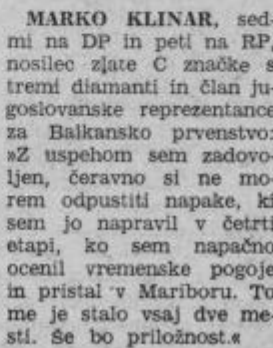 MARKO KLINAR, sed-
mi na DP in peti na RP,
nosilec zlate C značke s
tremi diamanti in član ju-
goslovanske reprezentance
za Balkansko prvenstvo:
»Z uspehom sem zadovo-
ljen, čeravno si ne mo-
rem odpustiti napake, ki
sem jo napravil v četrti
etapi, ko sem napačno
ocenil vremenske pogoje
in pristal v Mariboru. To
me je stalo vsaj dve me-
sti. Še bo priložnost.«